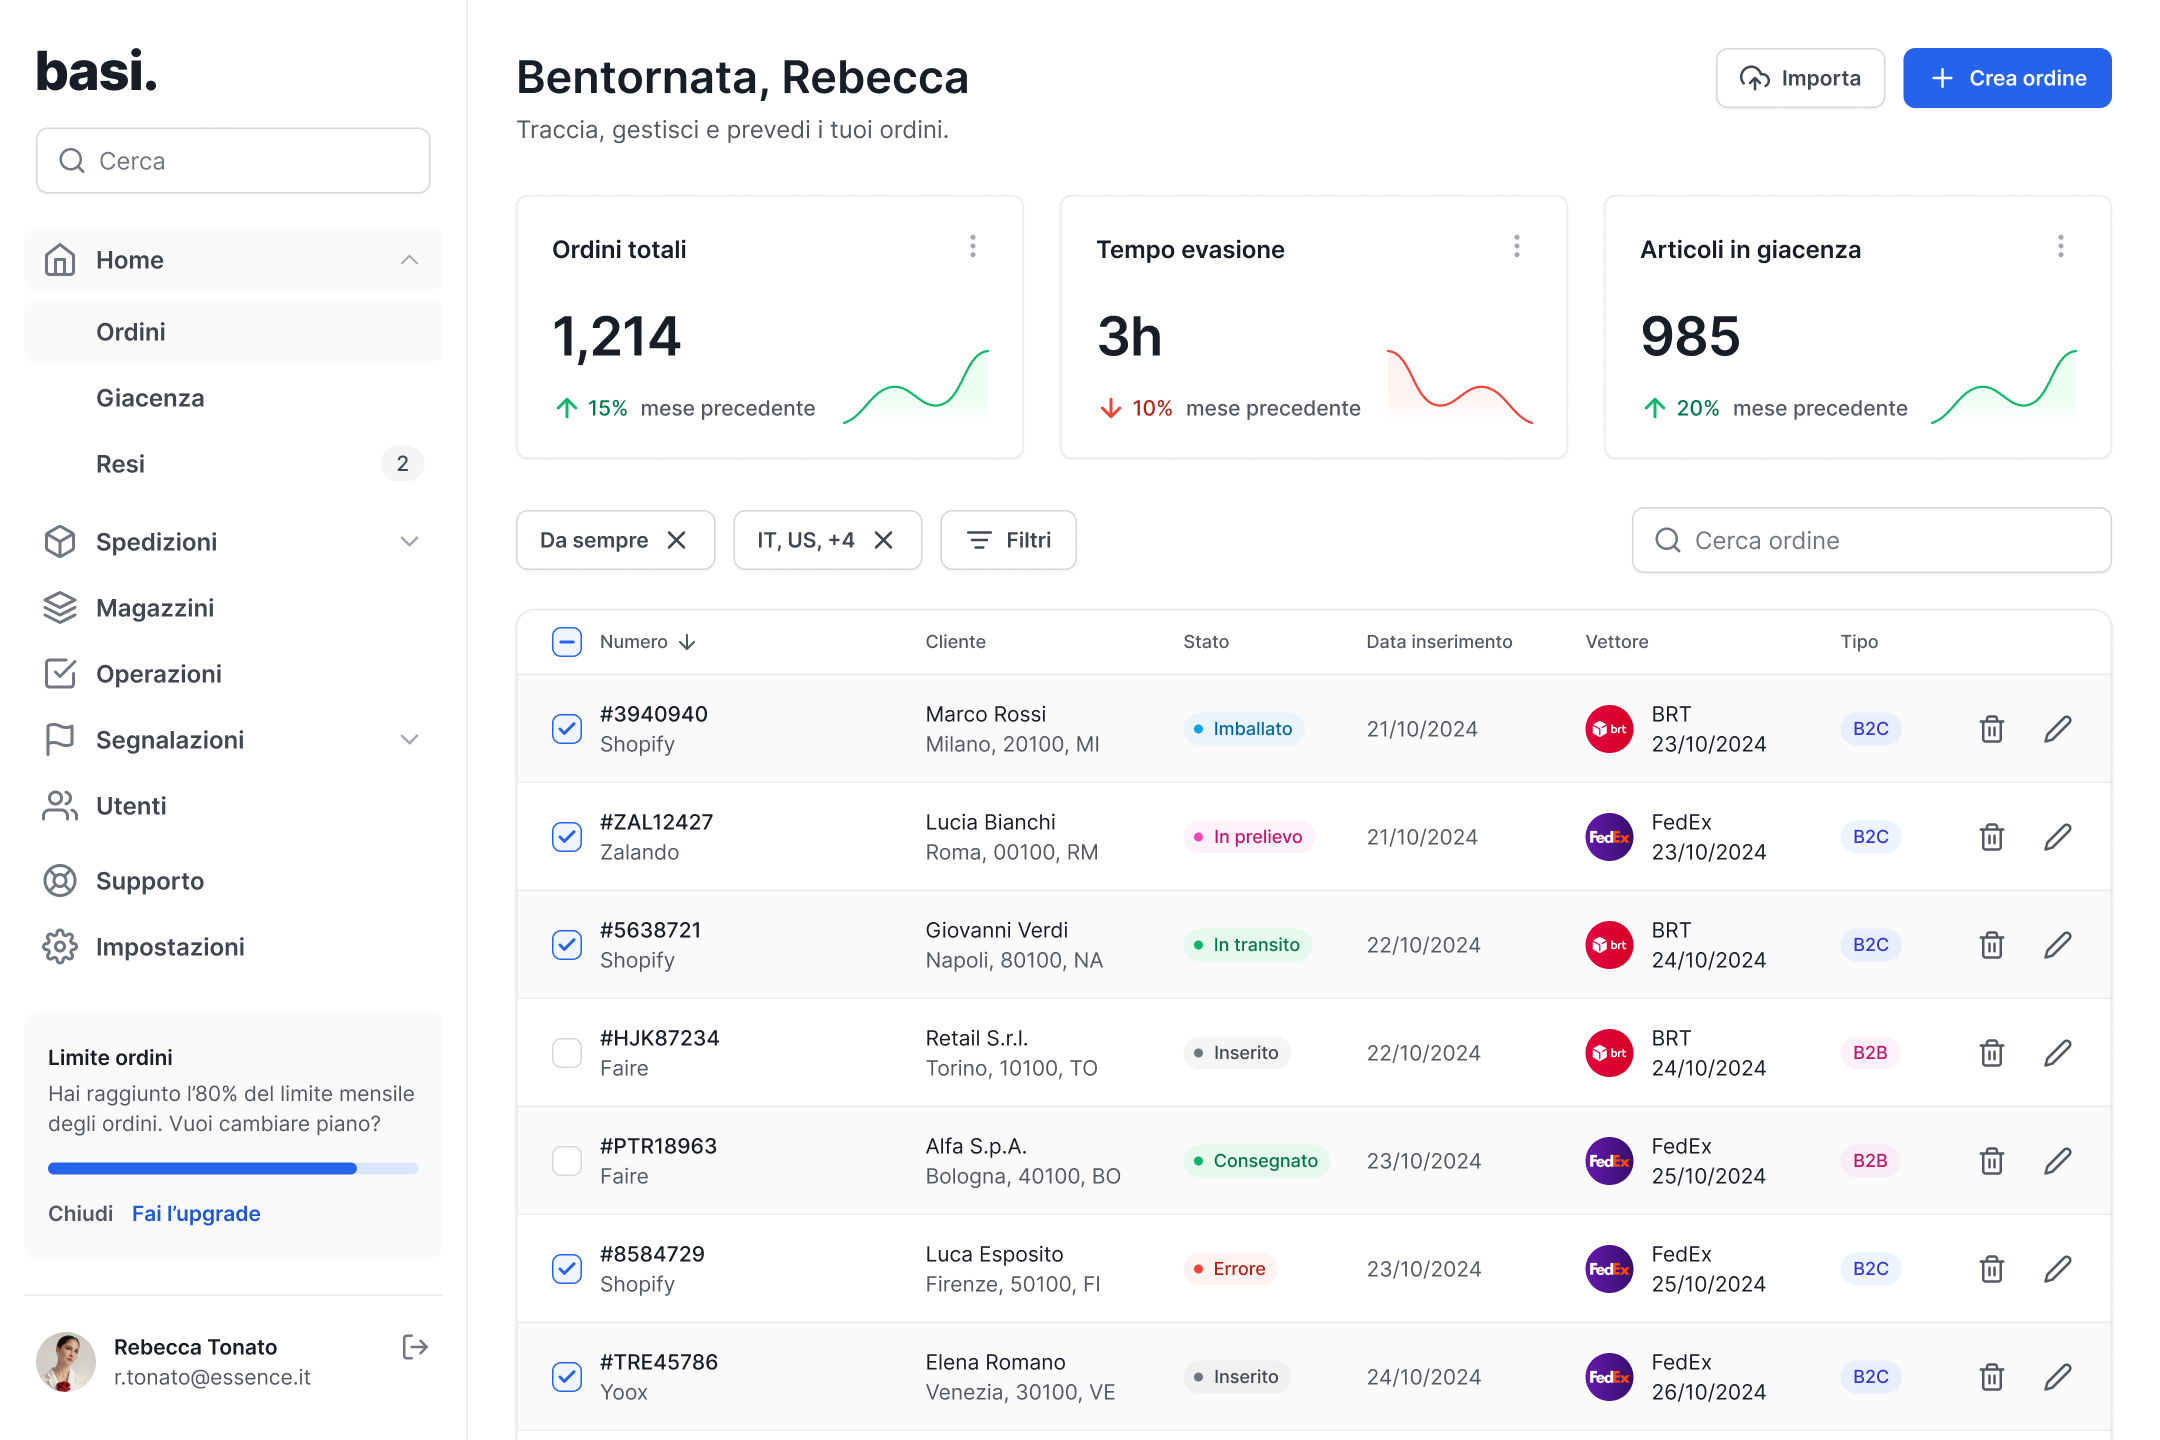 basi.
Cerca
Home
Ordini
Giacenza
Resi 2
Spedizioni
Magazzini
Operazioni
Segnalazioni
Utenti
Supporto
Impostazioni
Limite ordini
Hai raggiunto l’80% del limite mensile
degli ordini. Vuoi cambiare piano?
Chiudi Fai l’upgrade
Rebecca Tonato
r.tonato@essence.it
Bentornata, Rebecca
Traccia, gestisci e prevedi i tuoi ordini.
Importa
Crea ordine
Ordini totali
1,214
15% mese precedente
Tempo evasione
3h
10% mese precedente
Articoli in giacenza
985
20% mese precedente
Da sempre
IT, US, +4
Filtri
Cerca ordine
Numero Cliente Stato Data inserimento Vettore Tipo
#3940940 Marco Rossi Imballato 21/10/2024 brt BRT B2C
Shopify Milano, 20100, MI 23/10/2024
#ZAL12427 Lucia Bianchi In prelievo 21/10/2024 FedEx FedEx B2C
Zalando Roma, 00100, RM 23/10/2024
#5638721 Giovanni Verdi In transito 22/10/2024 brt BRT B2C
Shopify Napoli, 80100, NA 24/10/2024
#HJK87234 Retail S.r.l. Inserito 22/10/2024 brt BRT B2B
Faire Torino, 10100, TO 24/10/2024
#PTR18963 Alfa S.p.A. Consegnato 23/10/2024 FedEx FedEx B2B
Faire Bologna, 40100, BO 25/10/2024
#8584729 Luca Esposito Errore 23/10/2024 FedEx FedEx B2C
Shopify Firenze, 50100, FI 25/10/2024
#TRE45786 Elena Romano Inserito 24/10/2024 FedEx FedEx B2C
Yoox Venezia, 30100, VE 26/10/2024